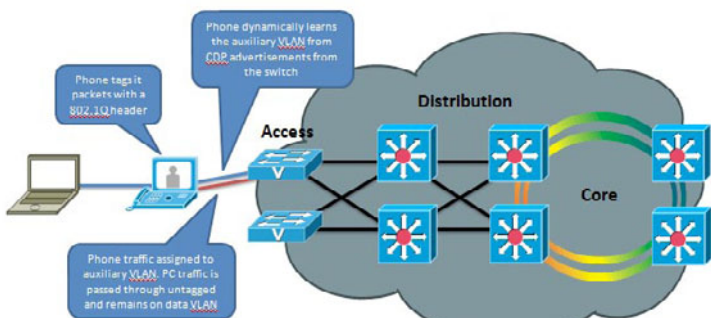 Phone dynamically learns
the auxiliary VLAN from
CDP advertisements from
the switch
Phone tags it
packets with a
802.1Q header
Distribution
Access
Core
V
V
Phone traffic assigned to
auxiliary VLAN. PC traffic is
passed through untagged
and remains on data VLAN